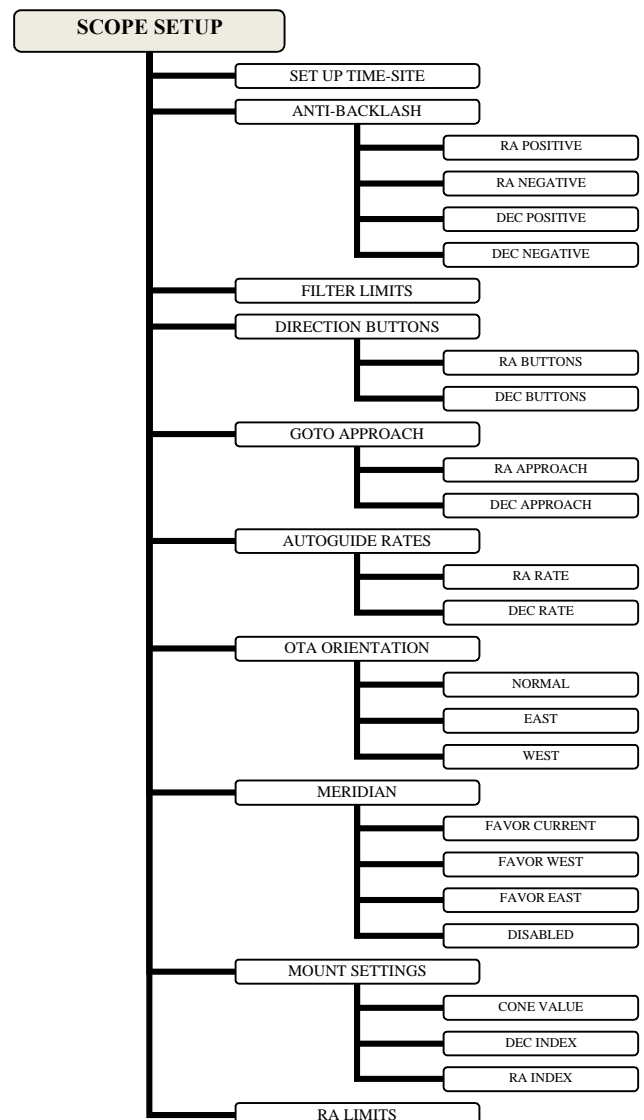 SCOPE SETUP
SET UP TIME-SITE
ANTI-BACKLASH
RA POSITIVE
RA NEGATIVE
DEC POSITIVE
DEC NEGATIVE
FILTER LIMITS
DIRECTION BUTTONS
RA BUTTONS
DEC BUTTONS
GOTO APPROACH
RA APPROACH
DEC APPROACH
AUTOGUIDE RATES
RA RATE
DEC RATE
OTA ORIENTATION
NORMAL
EAST
WEST
MERIDIAN
FAVOR CURRENT
FAVOR WEST
FAVOR EAST
DISABLED
MOUNT SETTINGS
CONE VALUE
DEC INDEX
RA INDEX
RA LIMITS